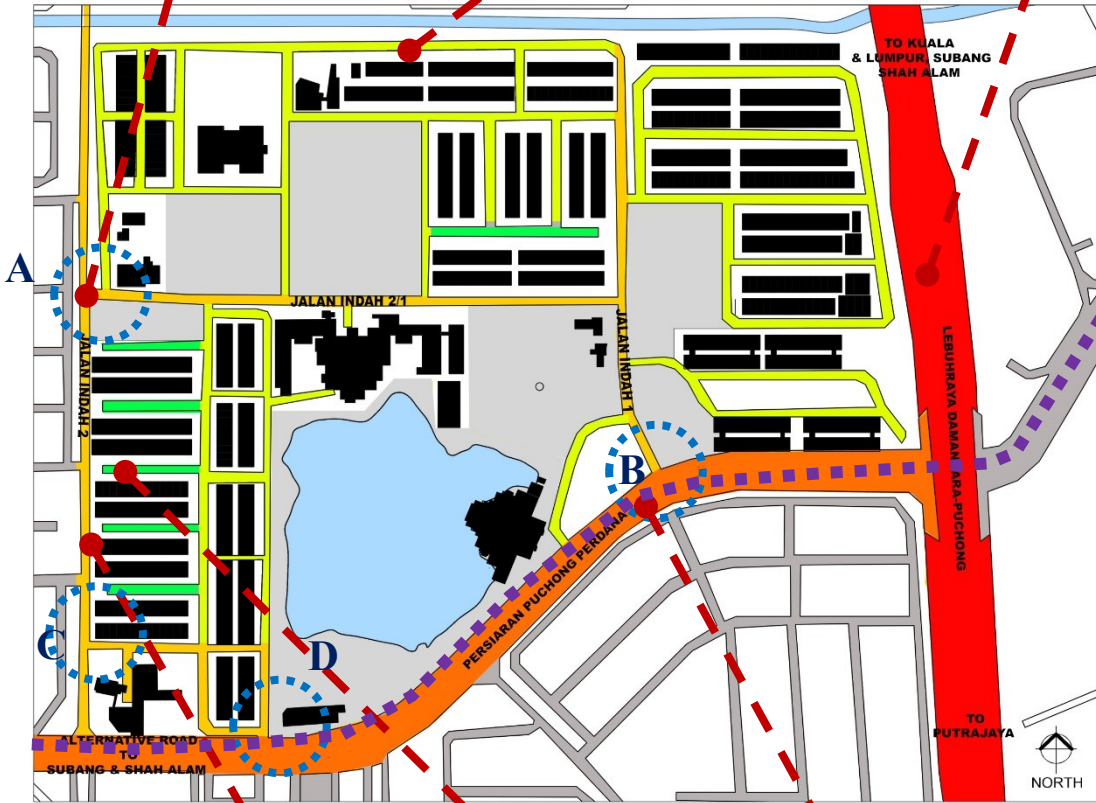 TO KUALA
& LUMPUR, SUBANG
SHAH ALAM
A
JALAN INDAH 2/1
JALAN INDAH 2
JALAN INDAH 1
LEBUHRAYA DAMANSARA-PUCHONG
B
PERSIARAN PUCHONG PERDANA
C
D
ALTERNATIVE ROAD
TO
SUBANG & SHAH ALAM
TO
PUTRAJAYA
NORTH